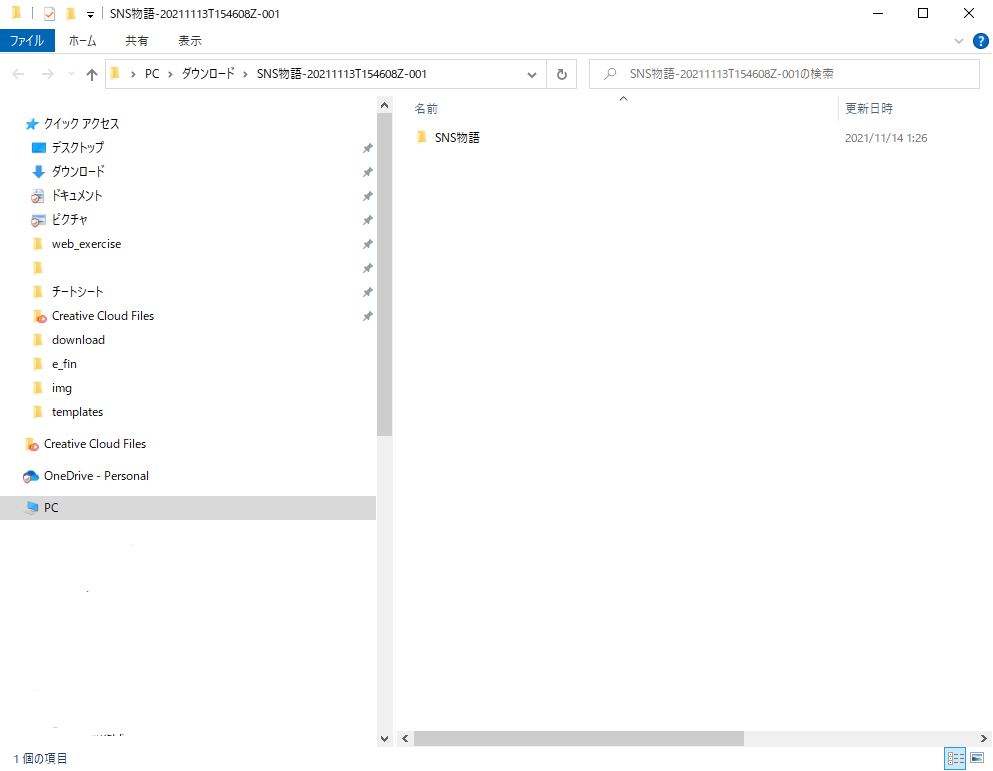 SNS物語-20211113T154608Z-001
ファイル ホーム 共有 表示
PC ダウンロード SNS物語-20211113T154608Z-001
SNS物語-20211113T154608Z-001の検索
クイック アクセス
デスクトップ
ダウンロード
ドキュメント
ピクチャ
web_exercise
チートシート
Creative Cloud Files
download
e_fin
img
templates
Creative Cloud Files
OneDrive - Personal
PC
名前 更新日時
SNS物語 2021/11/14 1:26
1 個の項目